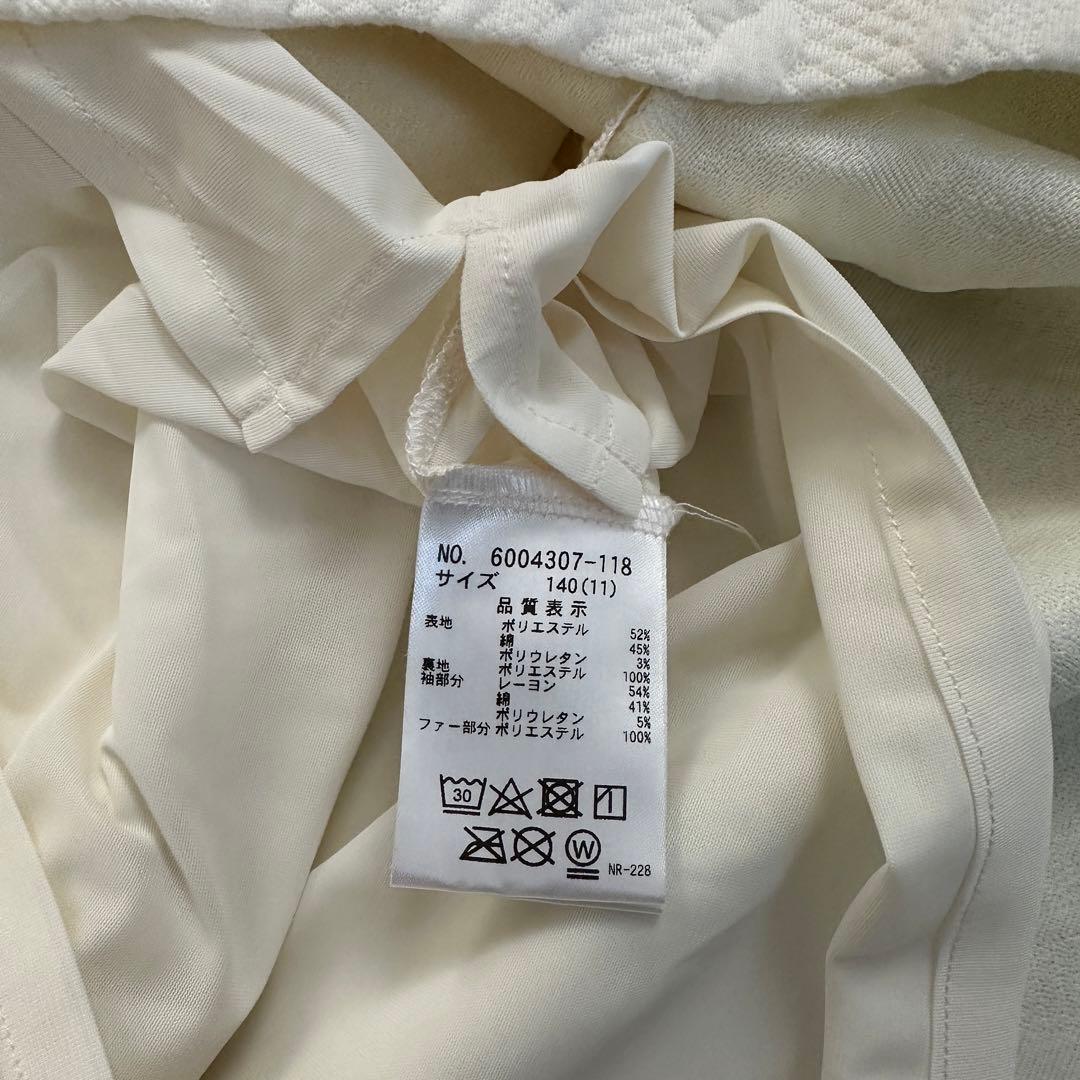 NO. 6004307-118
サイズ 140(11)
品質表示
表地 ポリエステル 52%
綿 45%
ポリウレタン 3%
裏地 ポリエステル 100%
袖部分 レーヨン 54%
綿 41%
ポリウレタン 5%
ファー部分 ポリエステル 100%
30
W
NR-228